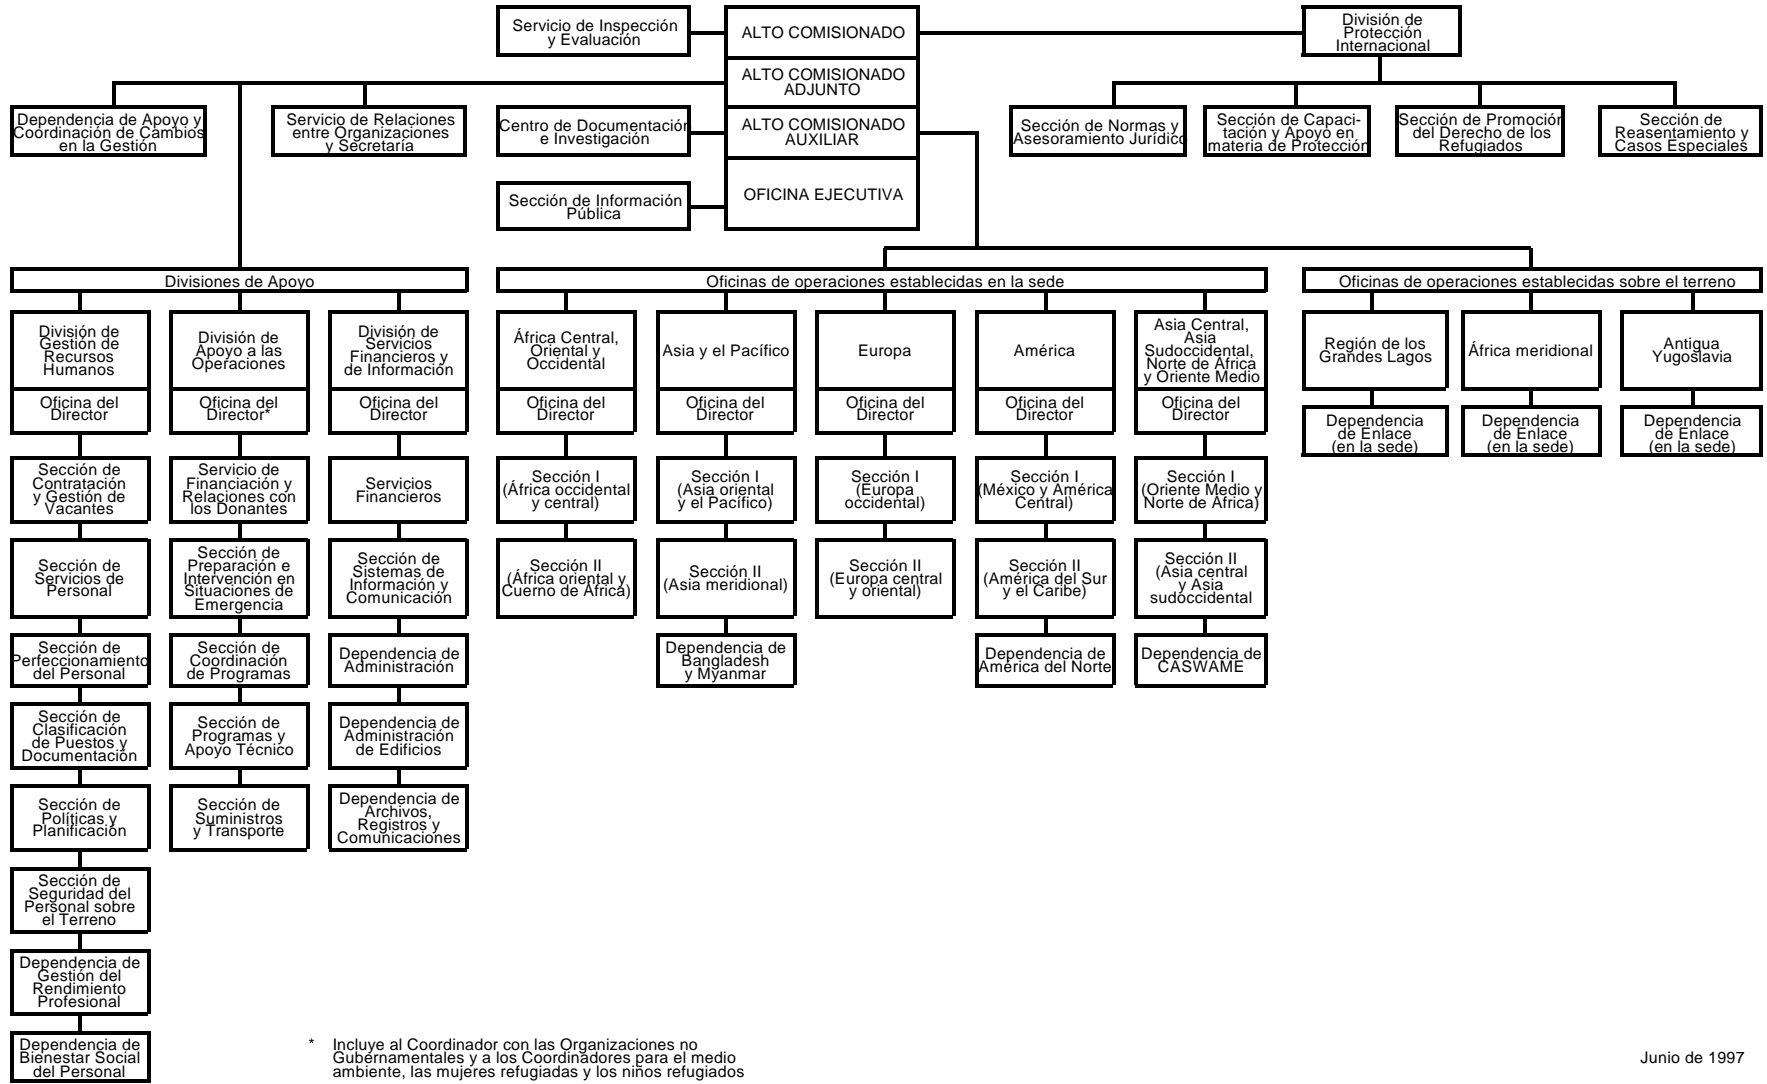 Servicio de Inspección
y Evaluación
ALTO COMISIONADO
División de
Protección
Internacional
ALTO COMISIONADO
ADJUNTO
Dependencia de Apoyo y
Coordinación de Cambios
en la Gestión
Servicio de Relaciones
entre Organizaciones
y Secretaría
Centro de Documentación
e Investigación
ALTO COMISIONADO
AUXILIAR
Sección de Normas y
Asesoramiento Jurídico
Sección de Capaci-
tación y Apoyo en
materia de Protección
Sección de Promoción
del Derecho de los
Refugiados
Sección de
Reasentamiento y
Casos Especiales
Sección de Información
Pública
OFICINA EJECUTIVA
Divisiones de Apoyo
Oficinas de operaciones establecidas en la sede
Oficinas de operaciones establecidas sobre el terreno
División de
Gestión de
Recursos
Humanos
División de
Apoyo a las
Operaciones
División de
Servicios
Financieros y
de Información
África Central,
Oriental y
Occidental
Asia y el Pacífico
Europa
América
Asia Central,
Asia
Sudoccidental,
Norte de África
y Oriente Medio
Región de los
Grandes Lagos
África meridional
Antigua
Yugoslavia
Oficina del
Director
Oficina del
Director*
Oficina del
Director
Oficina del
Director
Oficina del
Director
Oficina del
Director
Oficina del
Director
Oficina del
Director
Dependencia
de Enlace
(en la sede)
Dependencia
de Enlace
(en la sede)
Dependencia
de Enlace
(en la sede)
Sección de
Contratación
y Gestión de
Vacantes
Servicio de
Financiación y
Relaciones con
los Donantes
Servicios
Financieros
Sección I
(África occidental
y central)
Sección I
(Asia oriental
y el Pacífico)
Sección I
(Europa
occidental)
Sección I
(México y América
Central)
Sección I
(Oriente Medio y
Norte de África)
Sección de
Servicios de
Personal
Sección de
Preparación e
Intervención en
Situaciones de
Emergencia
Sección de
Sistemas de
Información y
Comunicación
Sección II
(África oriental y
Cuerno de África)
Sección II
(Asia meridional)
Sección II
(Europa central
y oriental)
Sección II
(América del Sur
y el Caribe)
Sección II
(Asia central
y Asia
sudoccidental
Sección de
Perfeccionamiento
del Personal
Sección de
Coordinación
de Programas
Dependencia de
Administración
Dependencia de
Bangladesh
y Myanmar
Dependencia de
América del Norte
Dependencia de
CASWAME
Sección de
Clasificación
de Puestos y
Documentación
Sección de
Programas y
Apoyo Técnico
Dependencia de
Administración
de Edificios
Sección de
Políticas y
Planificación
Sección de
Suministros
y Transporte
Dependencia de
Archivos,
Registros y
Comunicaciones
Sección de
Seguridad del
Personal sobre
el Terreno
Dependencia de
Gestión del
Rendimiento
Profesional
Dependencia de
Bienestar Social
del Personal
* Incluye al Coordinador con las Organizaciones no
Gubernamentales y a los Coordinadores para el medio
ambiente, las mujeres refugiadas y los niños refugiados
Junio de 1997